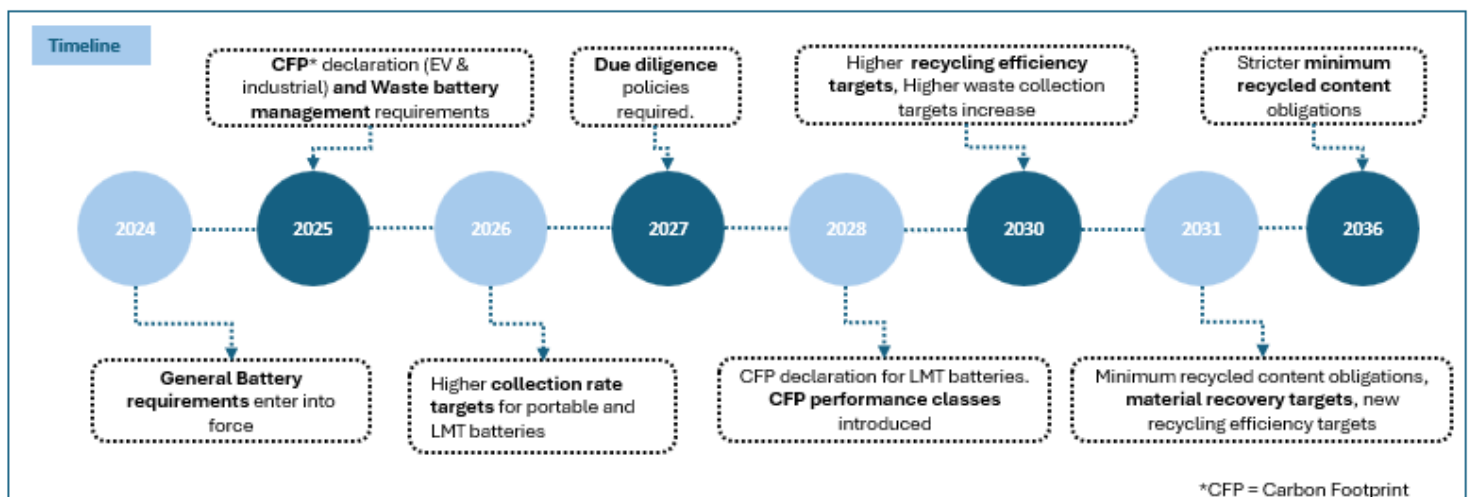 Timeline
CFP* declaration (EV &
industrial) and Waste battery
management requirements
Due diligence
policies
required.
Higher recycling efficiency
targets, Higher waste collection
targets increase
Stricter minimum
recycled content
obligations
2024
2025
2026
2027
2028
2030
2031
2036
General Battery
requirements enter into
force
Higher collection rate
targets for portable and
LMT batteries
CFP declaration for LMT batteries.
CFP performance classes
introduced
Minimum recycled content obligations,
material recovery targets, new
recycling efficiency targets
*CFP = Carbon Footprint